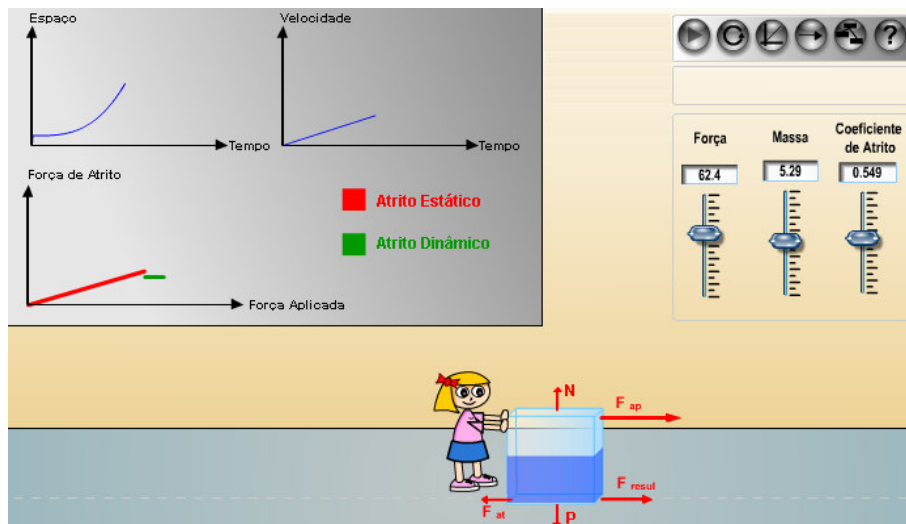 Espaço
Velocidade
Tempo
Tempo
Força de Atrito
Atrito Estático
Atrito Dinâmico
Força Aplicada
?
Força
Massa
Coeficiente
de Atrito
62.4
5.29
0.549
N
F ap
F resul
F at
P